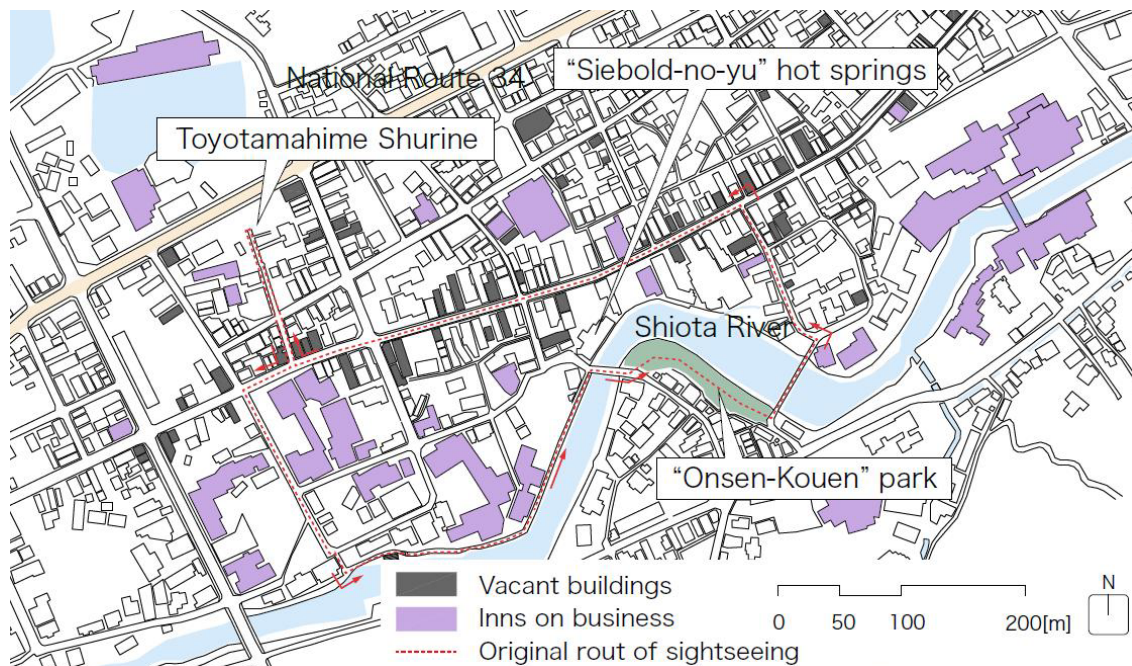 National Route 34
“Siebold-no-yu” hot springs
Toyotamahime Shurine
Shiota River
“Onsen-Kouen” park
Vacant buildings
Inns on business
Original rout of sightseeing
0 50 100 200[m]
N